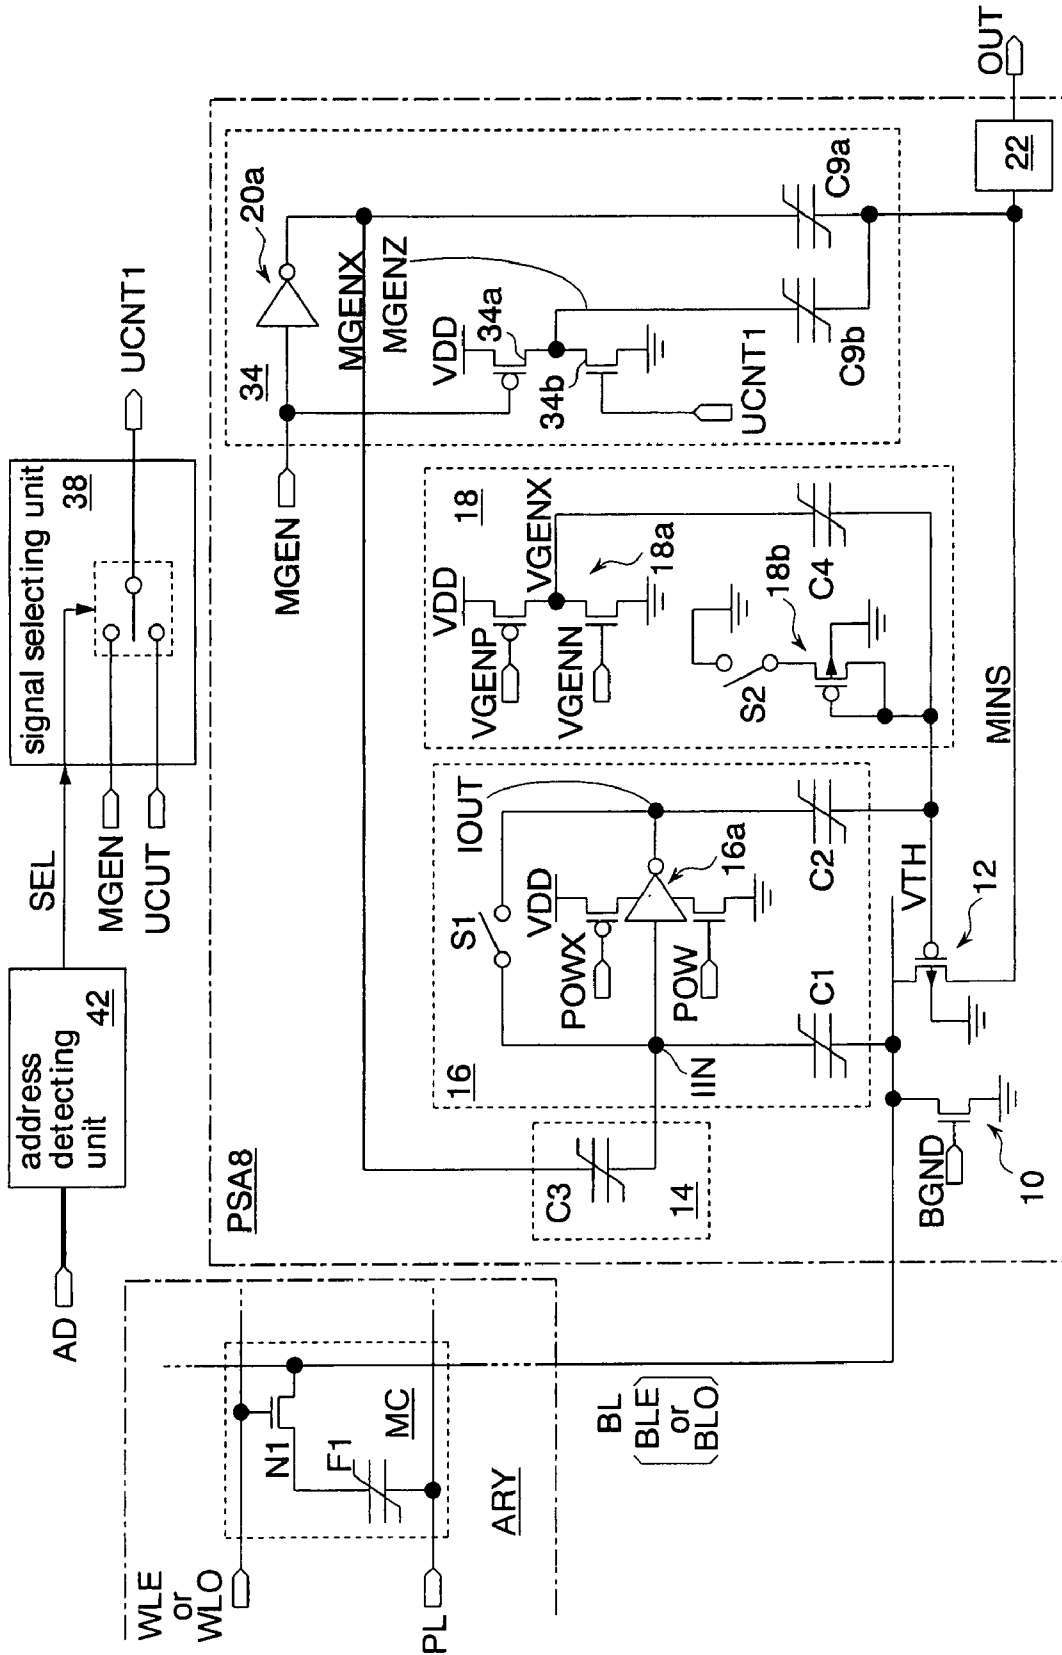 AD
address
detecting
unit
42
SEL
signal selecting unit
38
MGEN
UCUT
UCNT1
WLE
or
WLO
PL
N1
F1
MC
ARY
BL
BLE
or
BLO
PSA8
C3
14
16
IIN
S1
POWX
POW
VDD
16a
IOUT
C1
C2
BGND
10
12
VTH
18
VDD
VGENP
VGENN
VGENX
18a
S2
18b
C4
MINS
MGEN
34
20a
MGENX
MGENZ
VDD
34a
34b
UCNT1
C9b
C9a
22
OUT